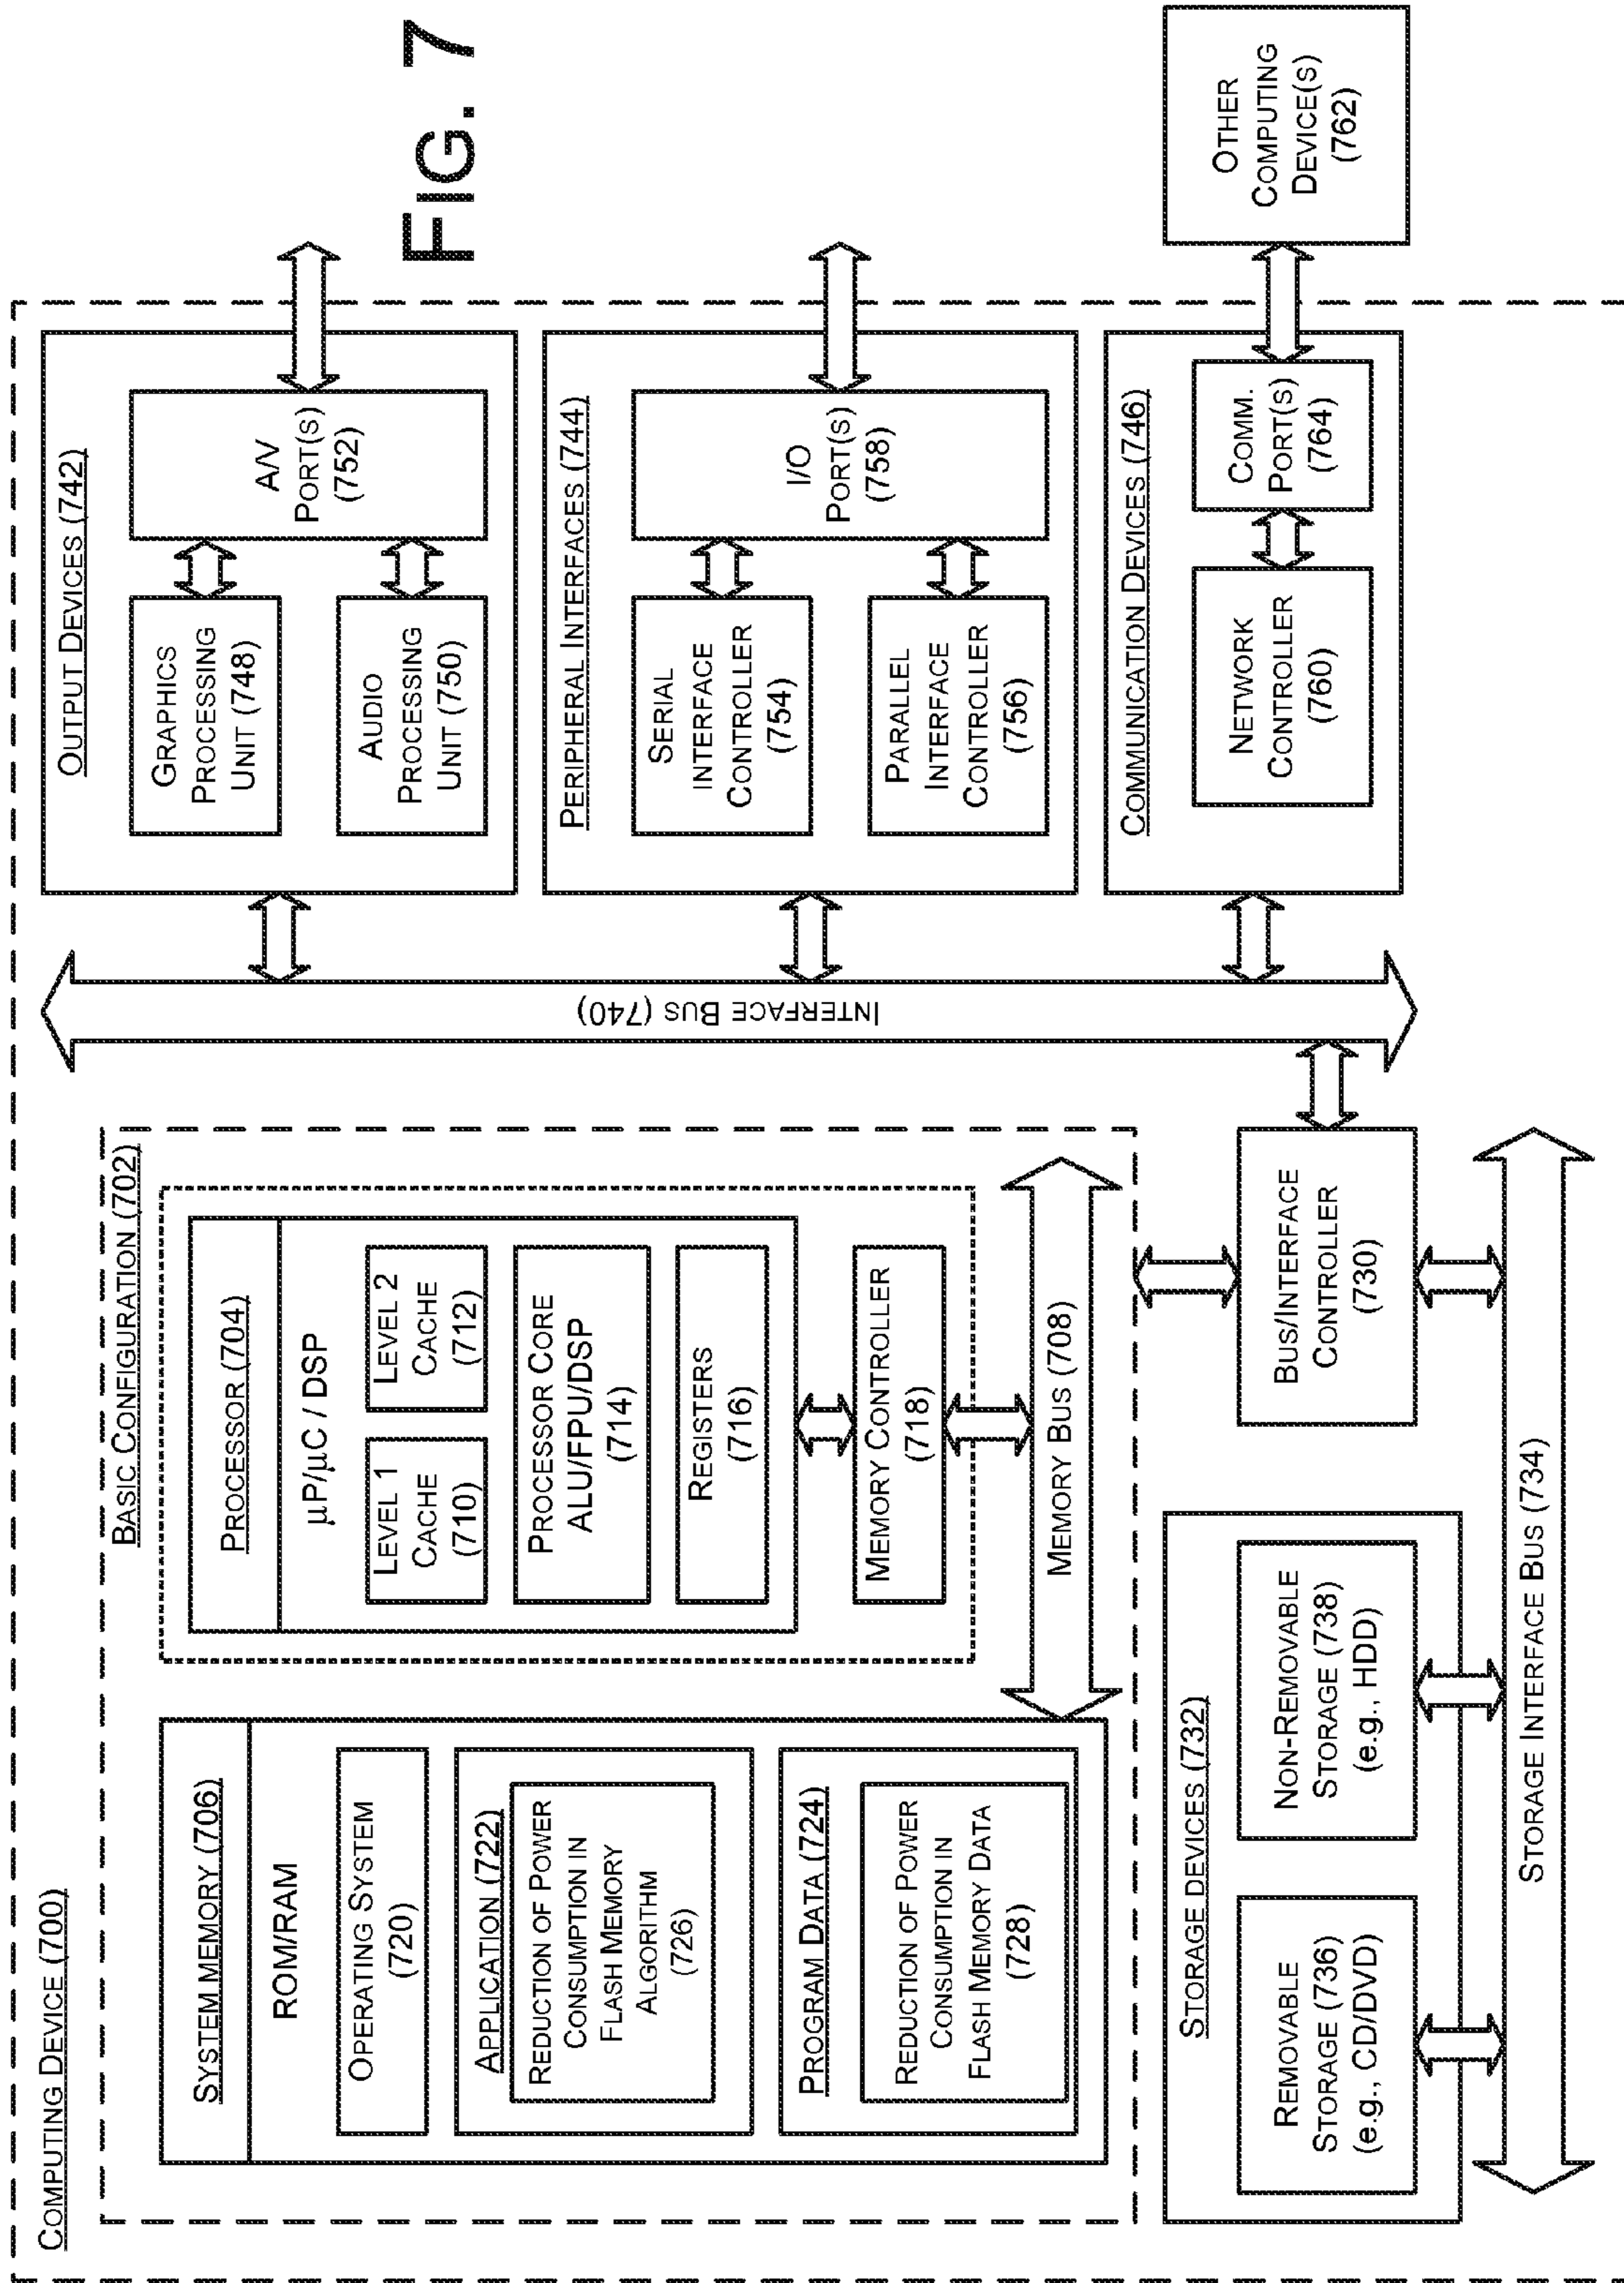 COMPUTING DEVICE (700)
BASIC CONFIGURATION (702)
SYSTEM MEMORY (706)
ROM/RAM
OPERATING SYSTEM
(720)
APPLICATION (722)
REDUCTION OF POWER
CONSUMPTION IN
FLASH MEMORY
ALGORITHM
(726)
PROGRAM DATA (724)
REDUCTION OF POWER
CONSUMPTION IN
FLASH MEMORY DATA
(728)
PROCESSOR (704)
µP/µC / DSP
LEVEL 1
CACHE
(710)
LEVEL 2
CACHE
(712)
PROCESSOR CORE
ALU/FPU/DSP
(714)
REGISTERS
(716)
MEMORY CONTROLLER
(718)
MEMORY BUS (708)
STORAGE DEVICES (732)
REMOVABLE
STORAGE (736)
(e.g., CD/DVD)
NON-REMOVABLE
STORAGE (738)
(e.g., HDD)
BUS/INTERFACE
CONTROLLER
(730)
STORAGE INTERFACE BUS (734)
INTERFACE BUS (740)
OUTPUT DEVICES (742)
GRAPHICS
PROCESSING
UNIT (748)
AUDIO
PROCESSING
UNIT (750)
A/V
PORT(S)
(752)
PERIPHERAL INTERFACES (744)
SERIAL
INTERFACE
CONTROLLER
(754)
PARALLEL
INTERFACE
CONTROLLER
(756)
I/O
PORT(S)
(758)
COMMUNICATION DEVICES (746)
NETWORK
CONTROLLER
(760)
COMM.
PORT(S)
(764)
OTHER
COMPUTING
DEVICE(S)
(762)
FIG. 7